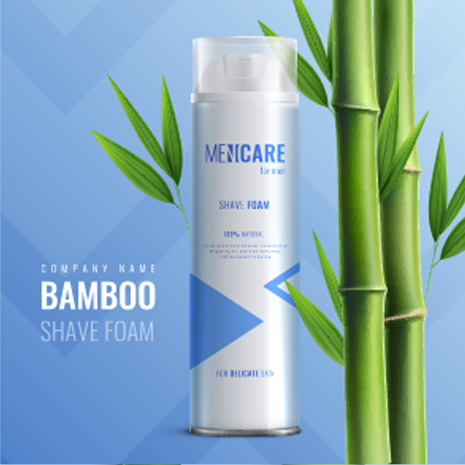 MENCARE
for men
SHAVE FOAM
100% NATURAL
FOR DELICATE SKIN
COMPANY NAME
BAMBOO
SHAVE FOAM